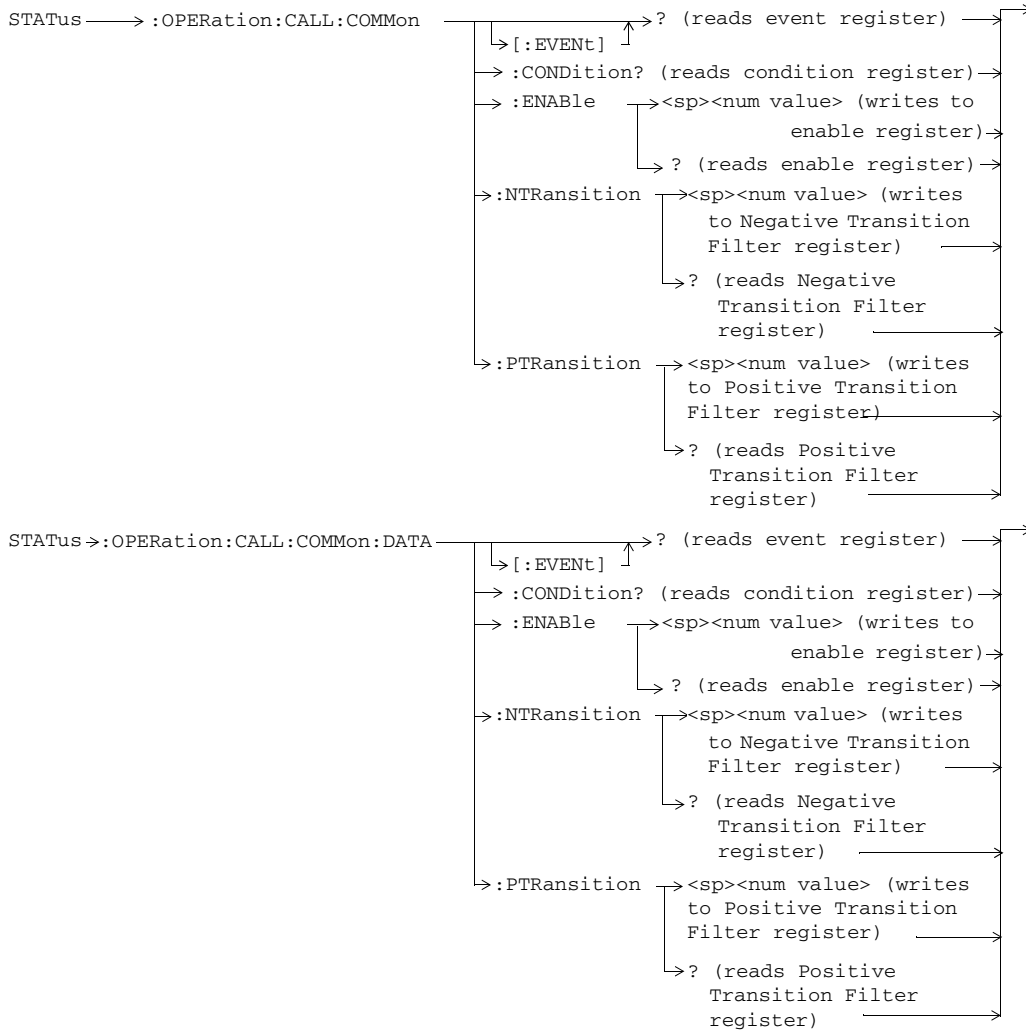 STATus :OPERation:CALL:COMMon ? (reads event register)
[:EVENt]
:CONDition? (reads condition register)
:ENABle <sp><num value> (writes to
enable register)
? (reads enable register)
:NTRansition <sp><num value> (writes
to Negative Transition
Filter register)
? (reads Negative
Transition Filter
register)
:PTRansition <sp><num value> (writes
to Positive Transition
Filter register)
? (reads Positive
Transition Filter
register)
STATus :OPERation:CALL:COMMon:DATA ? (reads event register)
[:EVENt]
:CONDition? (reads condition register)
:ENABle <sp><num value> (writes to
enable register)
? (reads enable register)
:NTRansition <sp><num value> (writes
to Negative Transition
Filter register)
? (reads Negative
Transition Filter
register)
:PTRansition <sp><num value> (writes
to Positive Transition
Filter register)
? (reads Positive
Transition Filter
register)